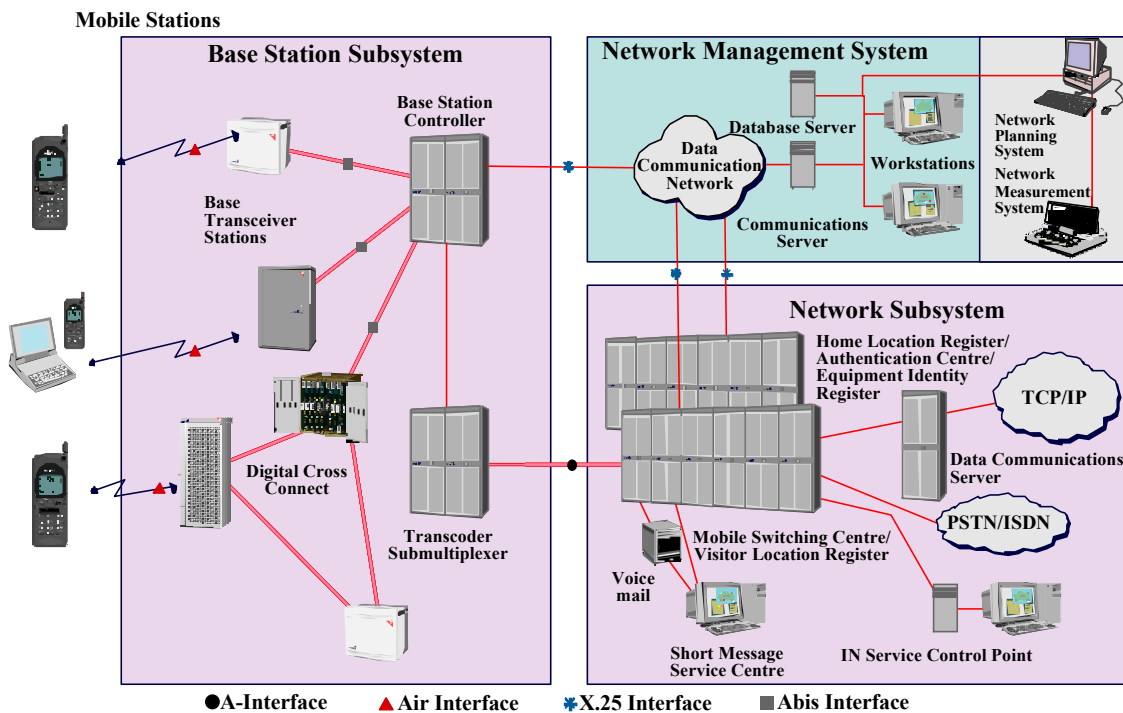 Mobile Stations
Base Station Subsystem
Base Station
Controller
Base
Transceiver
Stations
Digital Cross
Connect
Transcoder
Submultiplexer
Network Management System
Database Server
Data
Communication
Network
Workstations
Communications
Server
Network
Planning
System
Network
Measurement
System
Network Subsystem
Home Location Register/
Authentication Centre/
Equipment Identity
Register
TCP/IP
Data Communications
Server
PSTN/ISDN
Mobile Switching Centre/
Visitor Location Register
Voice
mail
Short Message
Service Centre
IN Service Control Point
A-Interface
Air Interface
X.25 Interface
Abis Interface